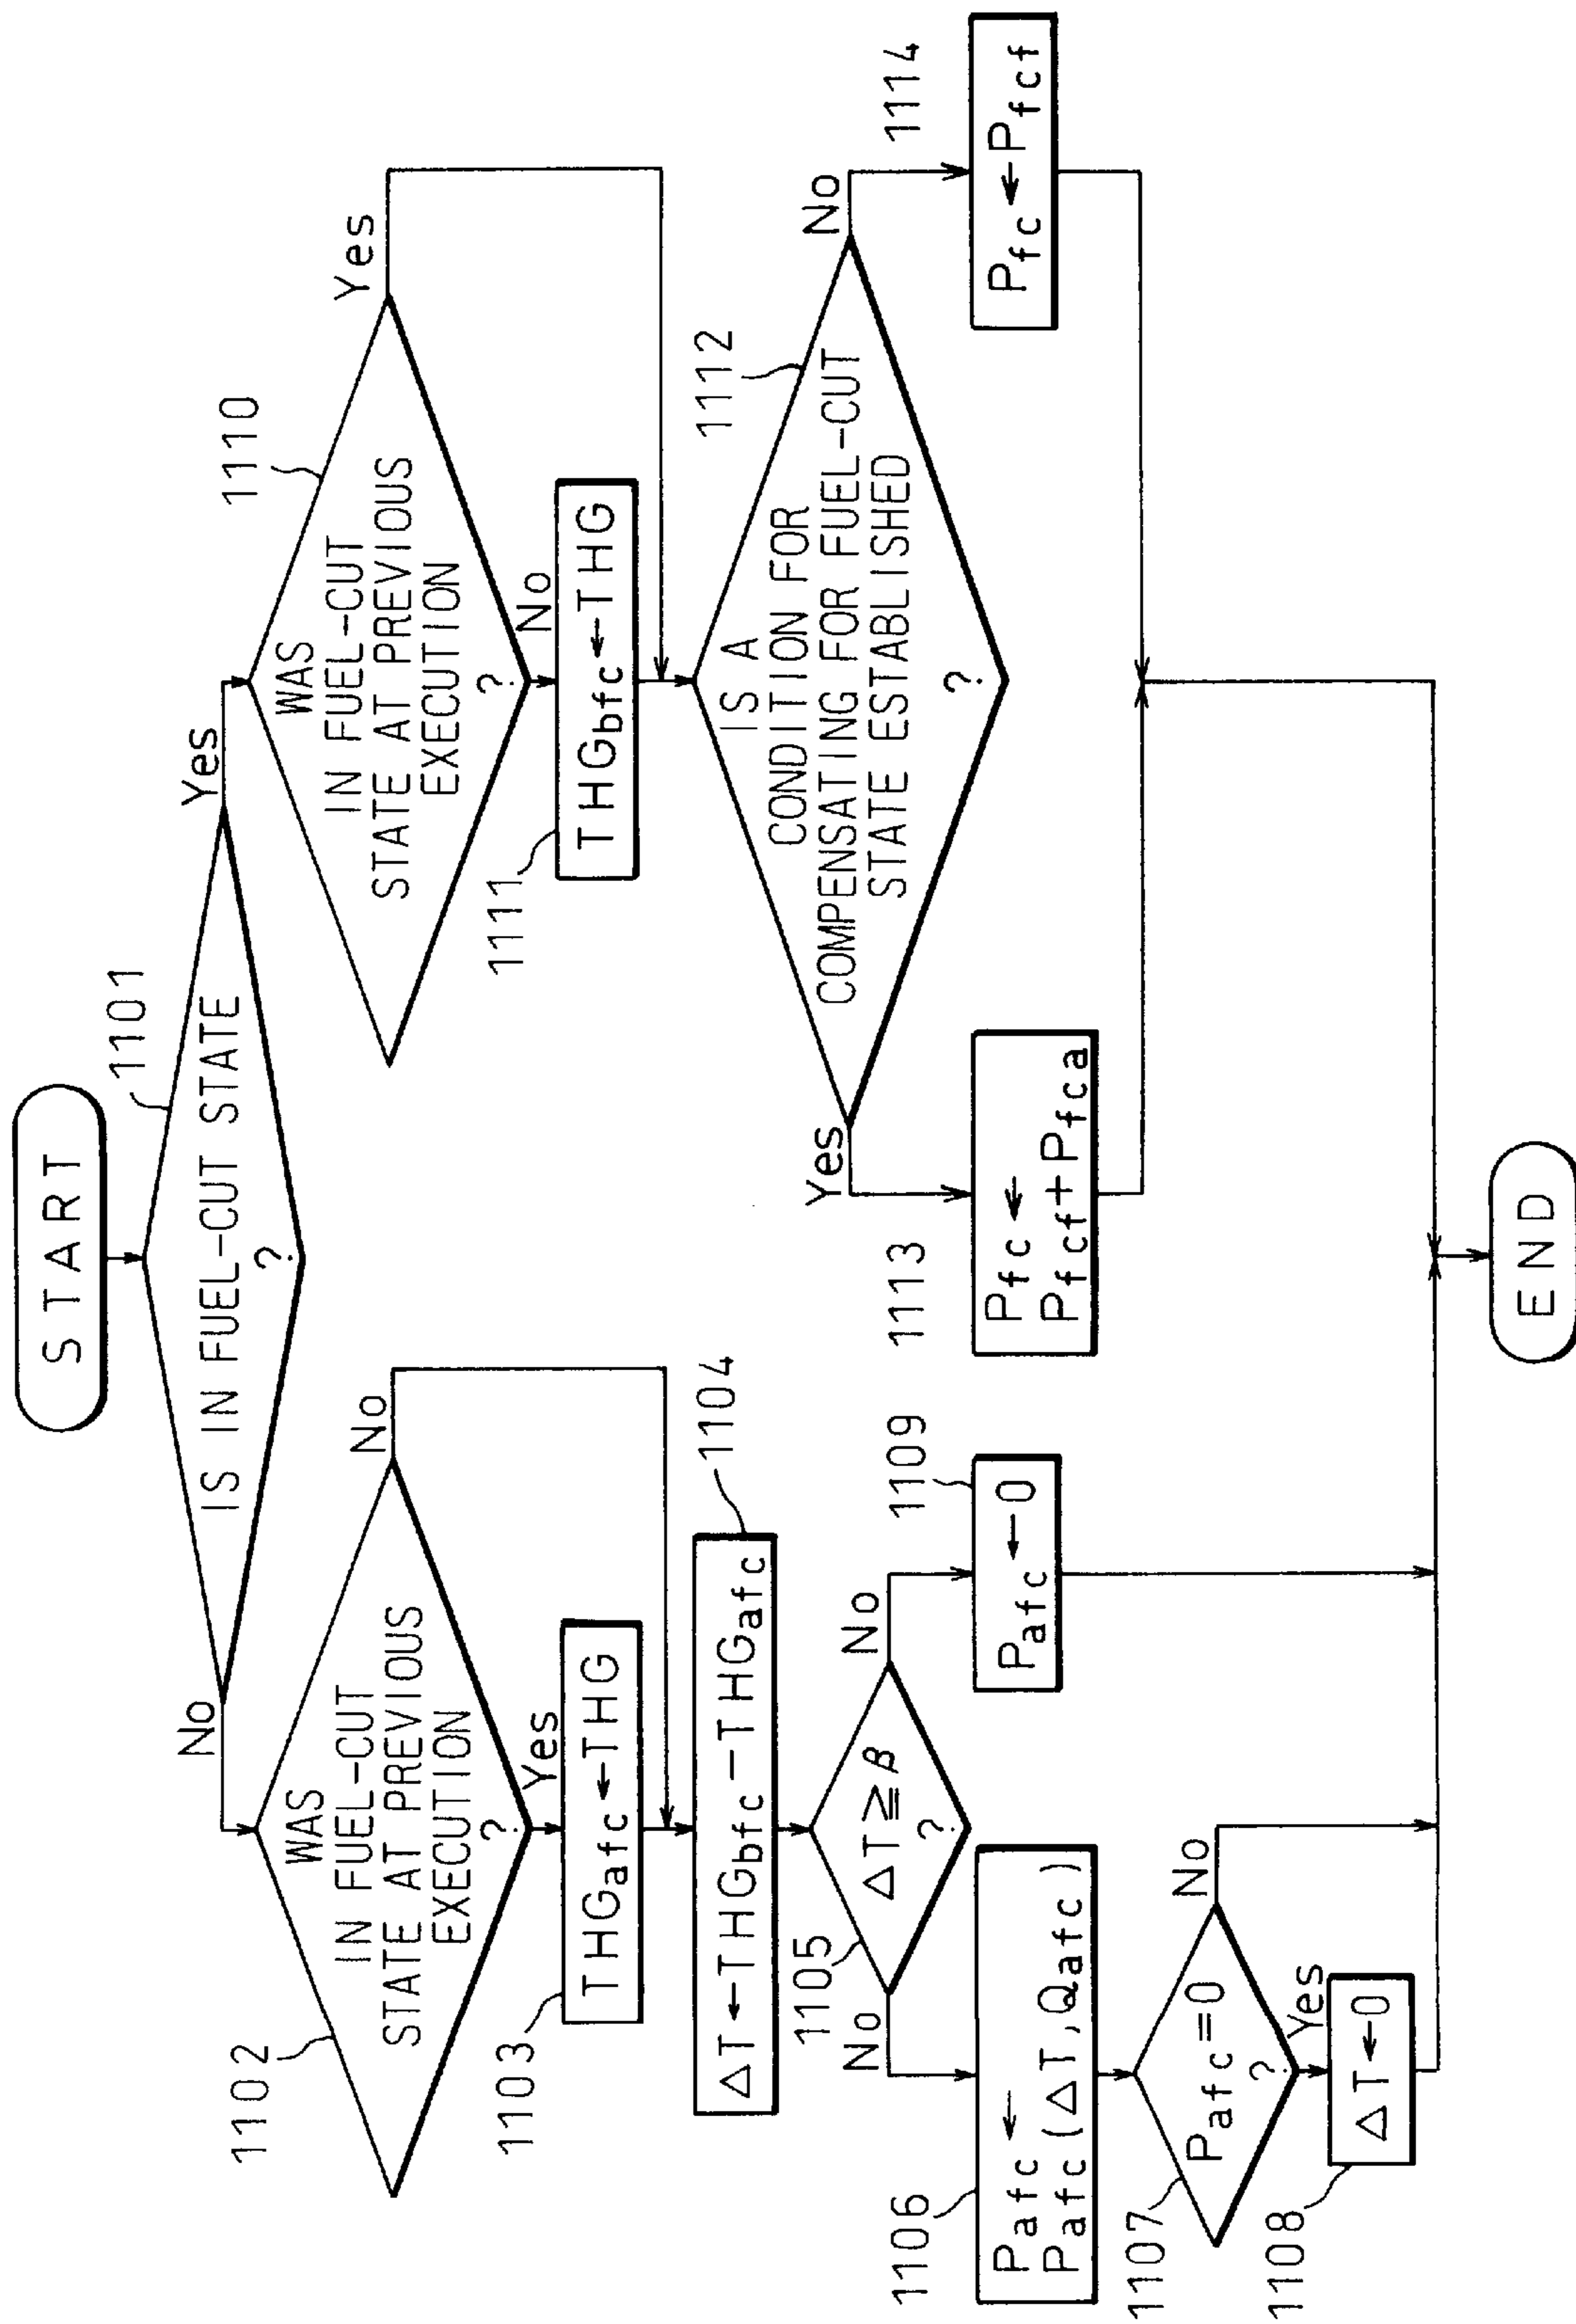 START
1101
IS IN FUEL-CUT STATE
?
No
Yes
1102
WAS
IN FUEL-CUT
STATE AT PREVIOUS
EXECUTION
?
No
Yes
1103
THGafc←THG
1104
ΔT←THGbfc−THGafc
1105
ΔT≧β
?
No
No
1106
Pafc←
Pafc(ΔT,Qafc)
1109
Pafc←0
1107
Pafc=0
?
No
Yes
1108
ΔT←0
1110
WAS
IN FUEL-CUT
STATE AT PREVIOUS
EXECUTION
?
Yes
No
1111
THGbfc←THG
1112
IS A
CONDITION FOR
COMPENSATING FOR FUEL-CUT
STATE ESTABLISHED
?
Yes
No
1113
Pfc←
Pfcf+Pfca
1114
Pfc←Pfcf
END